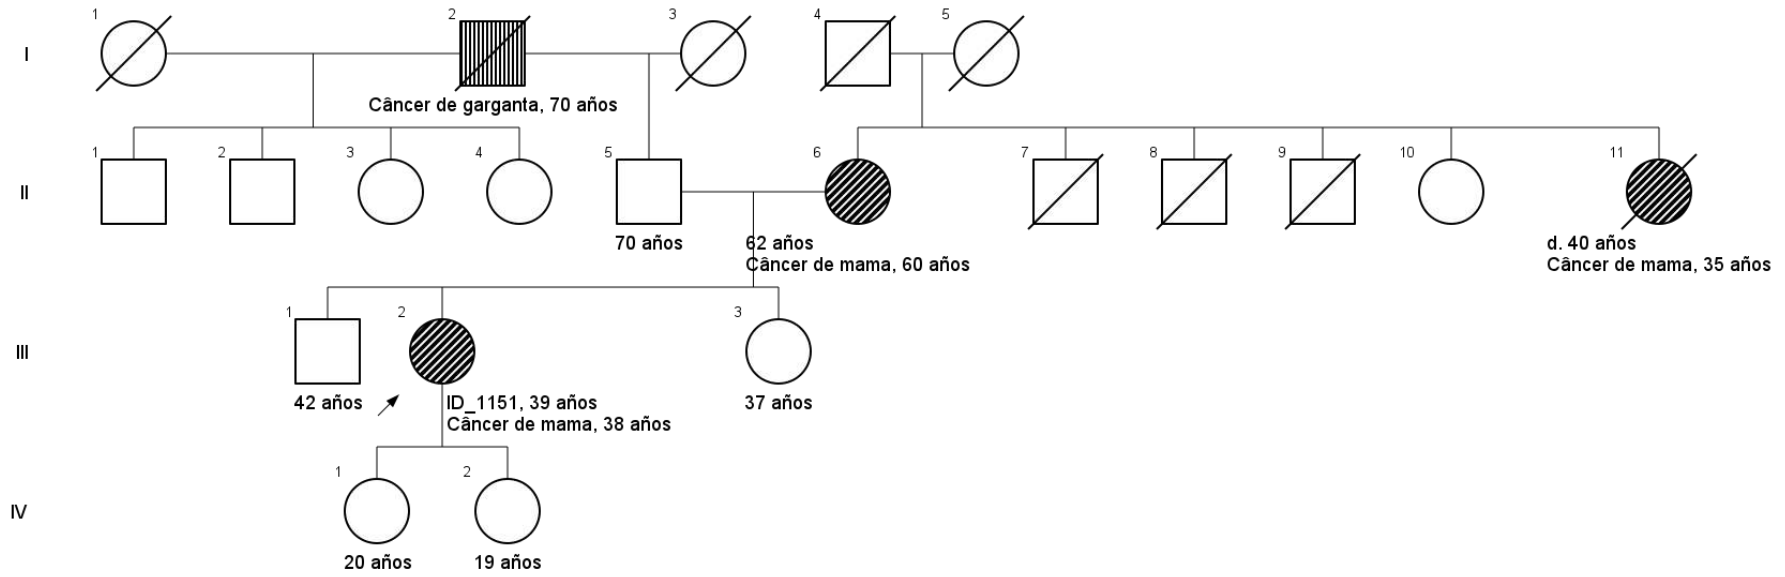 1 2 3 4 5
I
Câncer de garganta, 70 años
1 2 3 4 5 6 7 8 9 10 11
II
70 años 62 años d. 40 años
Câncer de mama, 60 años Câncer de mama, 35 años
1 2 3
III
42 años ID_1151, 39 años 37 años
Câncer de mama, 38 años
1 2
IV
20 años 19 años